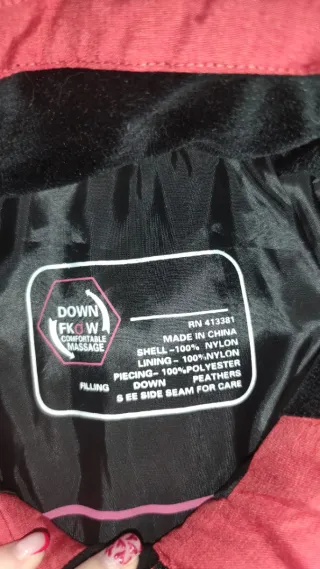 DOWN
FKdW
COMFORTABLE
MASSAGE
RN 413381
MADE IN CHINA
SHELL-100% NYLON
LINING-100%NYLON
PIECING-100%POLYESTER
FILLING DOWN PEATHERS
S EE SIDE SEAM FOR CARE